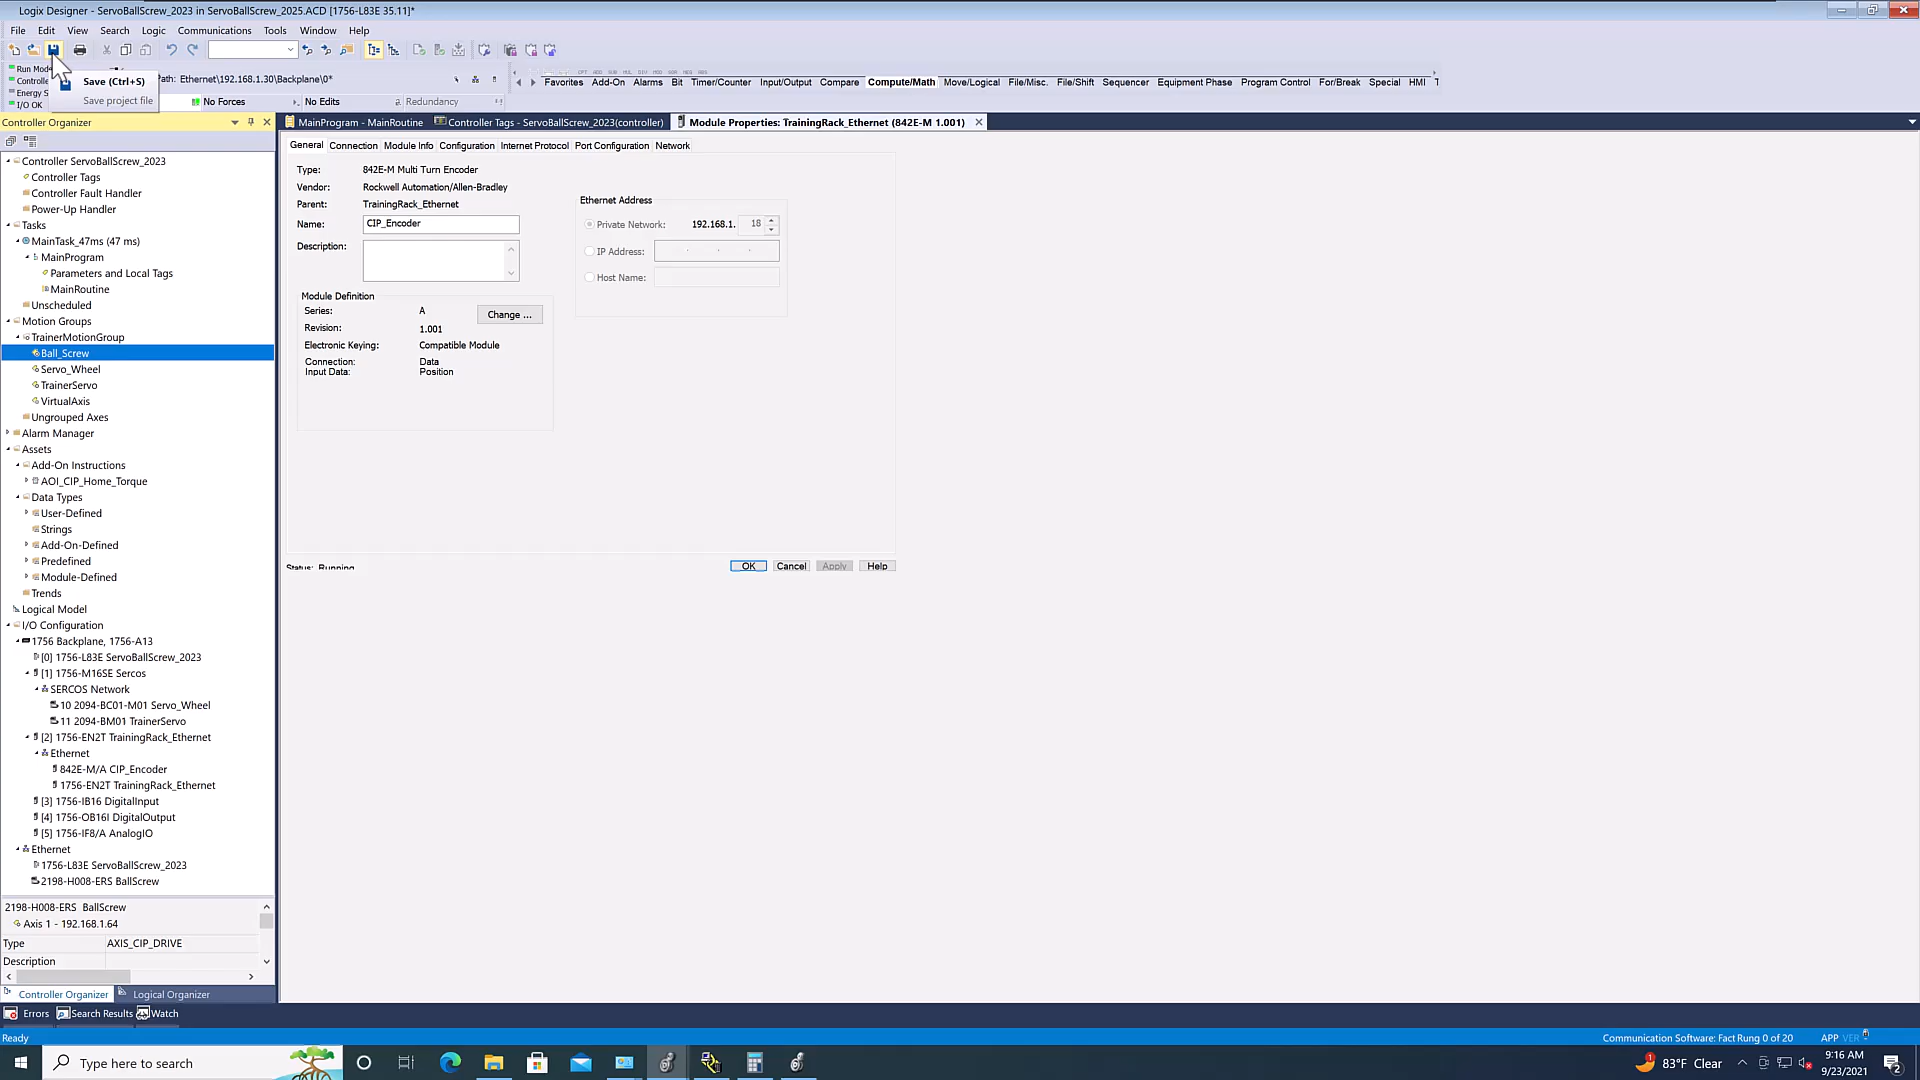 Logix Designer - ServoBallScrew_2023 in ServoBallScrew_2025.ACD [1756-L83E 35.11]*
File Edit View Search Logic Communications Tools Window Help
Run Mode
Controlle
Energy S
I/O OK
Save (Ctrl+S)
Save project file
Path: Ethernet\192.168.1.30\Backplane\0*
No Forces
No Edits
Redundancy
Favorites Add-On Alarms Bit Timer/Counter Input/Output Compare Compute/Math Move/Logical File/Misc. File/Shift Sequencer Equipment Phase Program Control For/Break Special HMI
Controller Organizer
MainProgram - MainRoutine
Controller Tags - ServoBallScrew_2023(controller)
Module Properties: TrainingRack_Ethernet (842E-M 1.001)
Controller ServoBallScrew_2023
Controller Tags
Controller Fault Handler
Power-Up Handler
Tasks
MainTask_47ms (47 ms)
MainProgram
Parameters and Local Tags
MainRoutine
Unscheduled
Motion Groups
TrainerMotionGroup
Ball_Screw
Servo_Wheel
TrainerServo
VirtualAxis
Ungrouped Axes
Alarm Manager
Assets
Add-On Instructions
AOI_CIP_Home_Torque
Data Types
User-Defined
Strings
Add-On-Defined
Predefined
Module-Defined
Trends
Logical Model
I/O Configuration
1756 Backplane, 1756-A13
[0] 1756-L83E ServoBallScrew_2023
[1] 1756-M16SE Sercos
SERCOS Network
10 2094-BC01-M01 Servo_Wheel
11 2094-BM01 TrainerServo
[2] 1756-EN2T TrainingRack_Ethernet
Ethernet
842E-M/A CIP_Encoder
1756-EN2T TrainingRack_Ethernet
[3] 1756-IB16 DigitalInput
[4] 1756-OB16I DigitalOutput
[5] 1756-IF8/A AnalogIO
Ethernet
1756-L83E ServoBallScrew_2023
2198-H008-ERS BallScrew
2198-H008-ERS BallScrew
Axis 1 - 192.168.1.64
Type AXIS_CIP_DRIVE
Description
Controller Organizer
Logical Organizer
General Connection Module Info Configuration Internet Protocol Port Configuration Network
Type: 842E-M Multi Turn Encoder
Vendor: Rockwell Automation/Allen-Bradley
Parent: TrainingRack_Ethernet
Name: CIP_Encoder
Description:
Module Definition
Series: A
Change ...
Revision: 1.001
Electronic Keying: Compatible Module
Connection: Data
Input Data: Position
Ethernet Address
Private Network: 192.168.1. 18
IP Address:
Host Name:
Status: Running
OK Cancel Apply Help
Errors Search Results Watch
Ready
Communication Software: Fact Rung 0 of 20 APP VER
Type here to search
1
83°F Clear
9:16 AM
9/23/2021
2